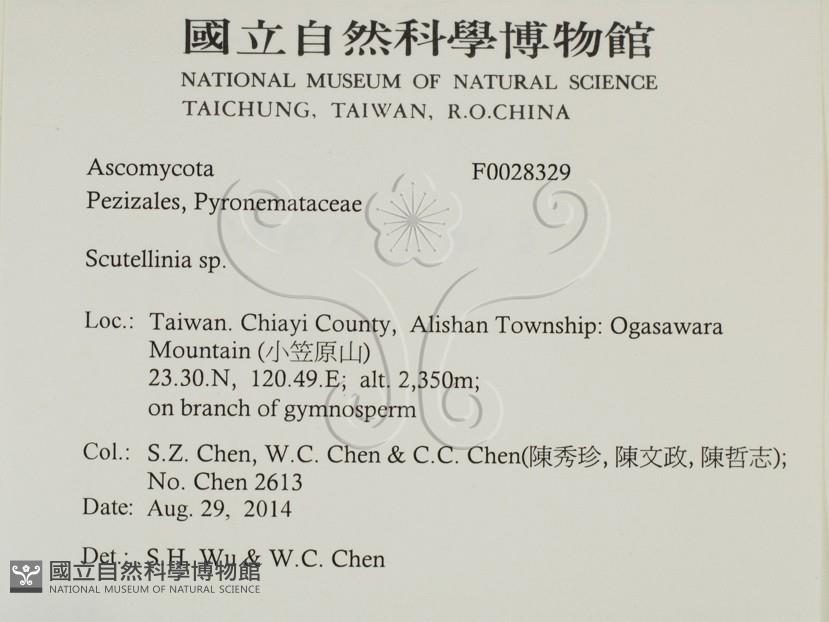 國立自然科學博物館
NATIONAL MUSEUM OF NATURAL SCIENCE
TAICHUNG, TAIWAN, R.O.CHINA
Ascomycota F0028329
Pezizales, Pyronemataceae
Scutellinia sp.
Loc.: Taiwan. Chiayi County, Alishan Township: Ogasawara
Mountain (小笠原山)
23.30.N, 120.49.E; alt. 2,350m;
on branch of gymnosperm
Col.: S.Z. Chen, W.C. Chen & C.C. Chen(陳秀珍, 陳文政, 陳哲志);
No. Chen 2613
Date: Aug. 29, 2014
Det.: S.H. Wu & W.C. Chen
國立自然科學博物館
NATIONAL MUSEUM OF NATURAL SCIENCE